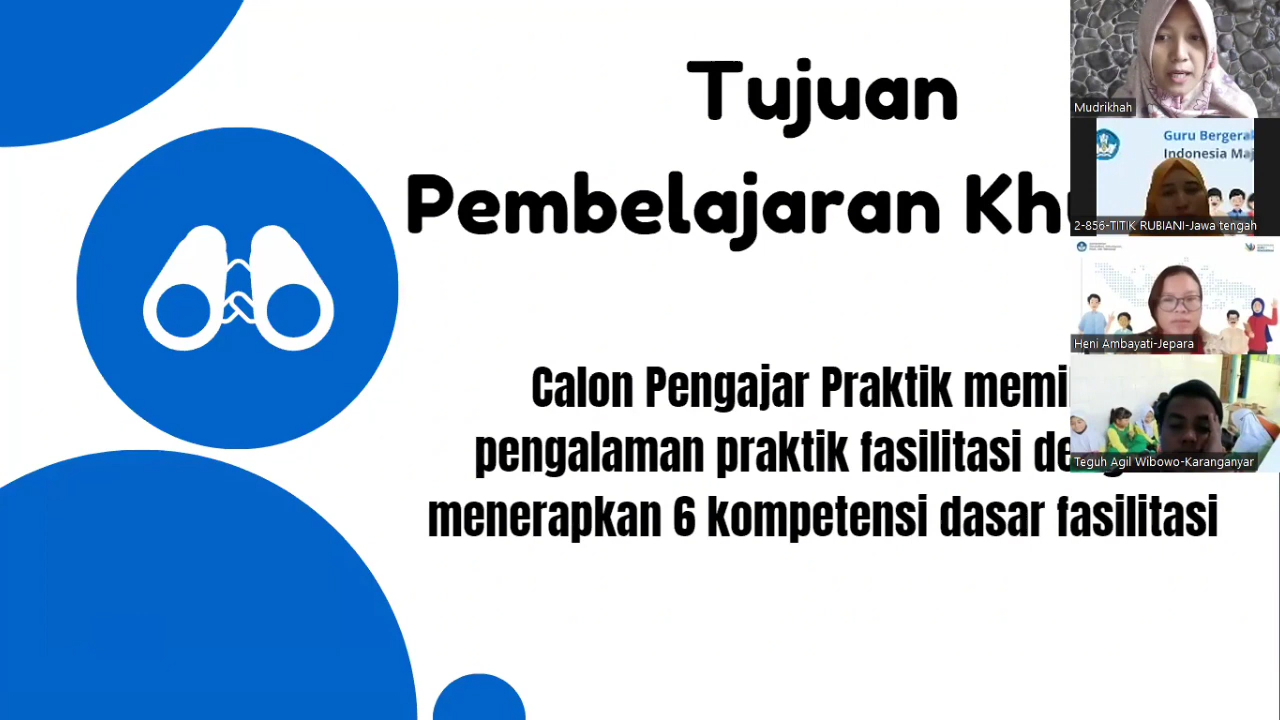 Tujuan
Pembelajaran Kh
Calon Pengajar Praktik memi
pengalaman praktik fasilitasi de
menerapkan 6 kompetensi dasar fasilitasi
Mudrikhah
Guru Bergerak
Indonesia Maj
2-856-TITIK RUBIANI-Jawa tengah
Heni Ambayati-Jepara
Teguh Agil Wibowo-Karanganyar